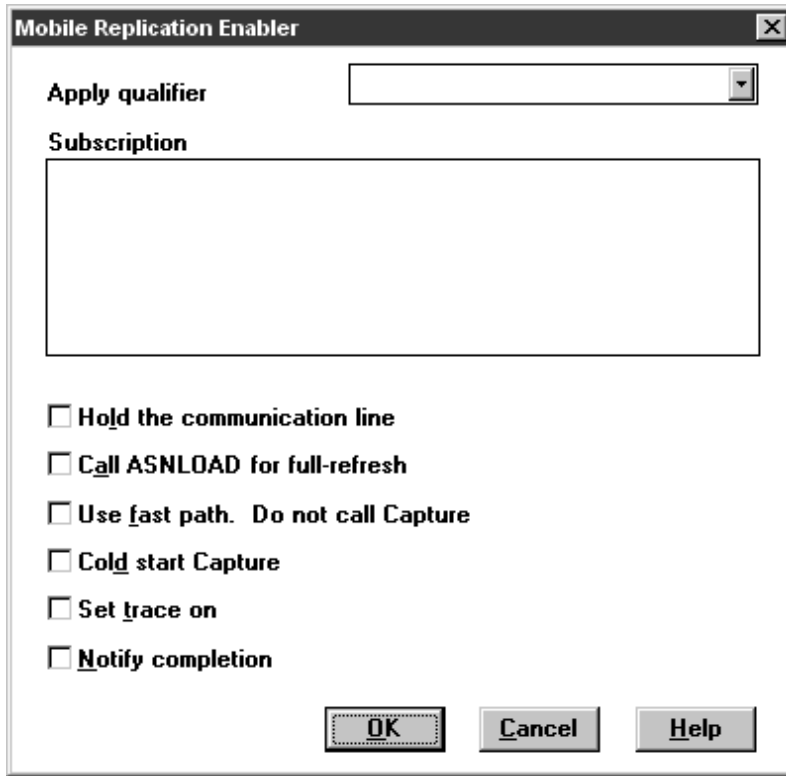 Mobile Replication Enabler
Apply qualifier
Subscription
Hold the communication line
Call ASNLOAD for full-refresh
Use fast path.  Do not call Capture
Cold start Capture
Set trace on
Notify completion
OK Cancel Help